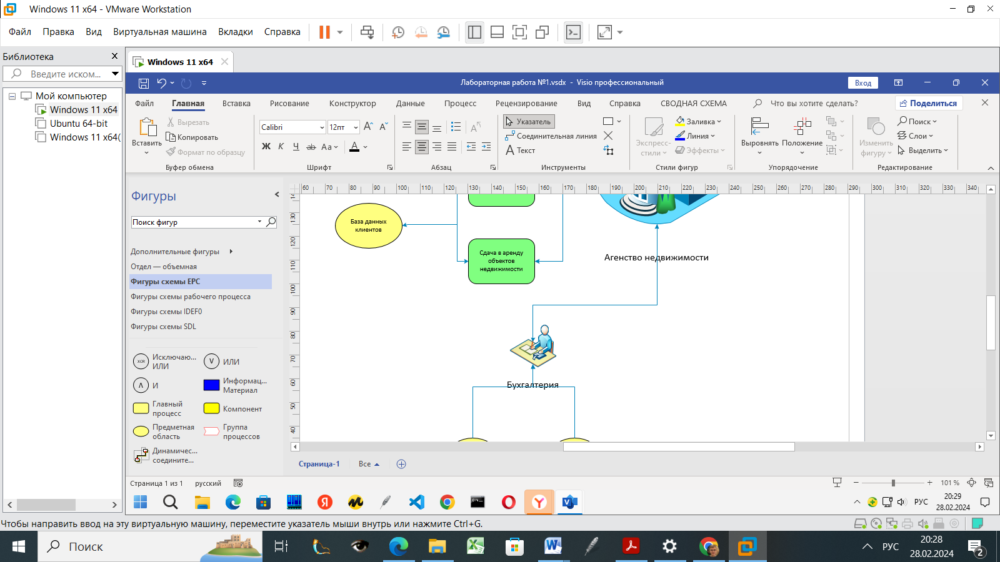 Windows 11 x64 - VMware Workstation
Файл Правка Вид Виртуальная машина Вкладки Справка
Библиотека
Введите иском...
Мой компьютер
Windows 11 x64
Ubuntu 64-bit
Windows 11 x64(
Windows 11 x64
Лабораторная работа №1.vsdx - Visio профессиональный
Вход
Файл Главная Вставка Рисование Конструктор Данные Процесс Рецензирование Вид Справка СВОДНАЯ СХЕМА Что вы хотите сделать? Поделиться
Вставить
Вырезать
Копировать
Формат по образцу
Буфер обмена
Calibri 12пт
Ж К Ч ab Aa A
Шрифт
Абзац
Указатель
Соединительная линия
Текст
Инструменты
Экспресс-
стили
Заливка
Линия
Эффекты
Стили фигур
Выровнять Положение
Упорядочение
Изменить
фигуру
Поиск
Слои
Выделить
Редактирование
Фигуры
Поиск фигур
Дополнительные фигуры
Отдел — объемная
Фигуры схемы EPC
Фигуры схемы рабочего процесса
Фигуры схемы IDEF0
Фигуры схемы SDL
XOR
Исключаю...
ИЛИ
V
ИЛИ
Λ
И
Информац...
Материал
Главный
процесс
Компонент
Предметная
область
Группа
процессов
Динамичес...
соедините...
60 70 80 90 100 110 120 130 140 150 160 170 180 190 200 210 220 230 240 250 260 270 280 290 300 310 320 330 340
14
130
120
110
100
90
80
70
60
50
40
База данных
клиентов
Сдача в аренду
объектов
недвижимости
Агенство недвижимости
Бухгалтерия
Страница-1 Все
Страница 1 из 1 русский
101 %
РУС
20:29
28.02.2024
Чтобы направить ввод на эту виртуальную машину, переместите указатель мыши внутрь или нажмите Ctrl+G.
Поиск
РУС
20:28
28.02.2024
2